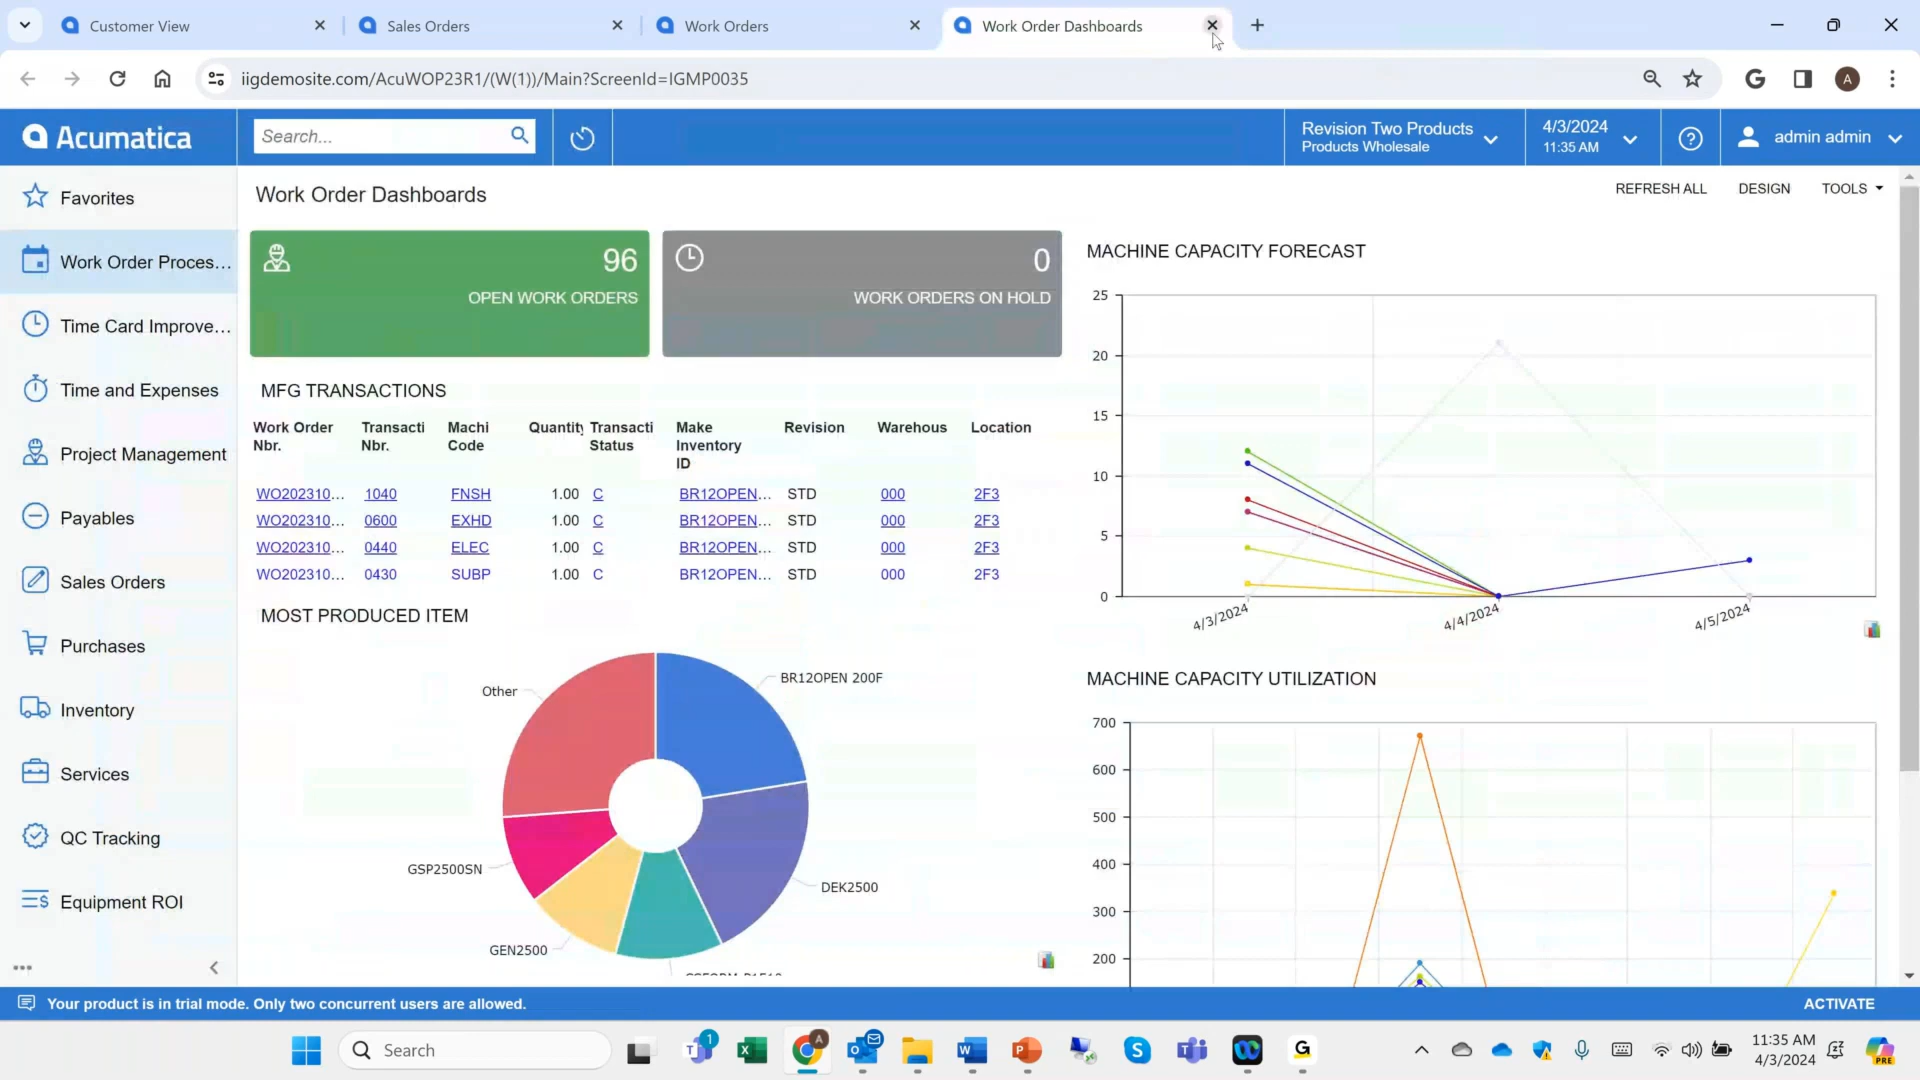 Customer View
Sales Orders
Work Orders
Work Order Dashboards
iigdemosite.com/AcuWOP23R1/(W(1))/Main?ScreenId=IGMP0035
A
Acumatica
Search...
Revision Two Products
Products Wholesale
4/3/2024
11:35 AM
admin admin
Favorites
Work Order Proces...
Time Card Improve...
Time and Expenses
Project Management
Payables
Sales Orders
Purchases
Inventory
Services
QC Tracking
Equipment ROI
Work Order Dashboards
REFRESH ALL
DESIGN
TOOLS
96
OPEN WORK ORDERS
0
WORK ORDERS ON HOLD
MFG TRANSACTIONS
Work Order Nbr. Transacti Nbr. Machi Code Quantity Transacti Status Make Inventory ID Revision Warehous Location
WO202310... 1040 FNSH 1.00 C BR12OPEN... STD 000 2F3
WO202310... 0600 EXHD 1.00 C BR12OPEN... STD 000 2F3
WO202310... 0440 ELEC 1.00 C BR12OPEN... STD 000 2F3
WO202310... 0430 SUBP 1.00 C BR12OPEN... STD 000 2F3
MOST PRODUCED ITEM
Other
BR12OPEN 200F
GSP2500SN
DEK2500
GEN2500
MACHINE CAPACITY FORECAST
25
20
15
10
5
0
4/3/2024
4/4/2024
4/5/2024
MACHINE CAPACITY UTILIZATION
700
600
500
400
300
200
Your product is in trial mode. Only two concurrent users are allowed.
ACTIVATE
Search
1
A
11:35 AM
4/3/2024
PRE